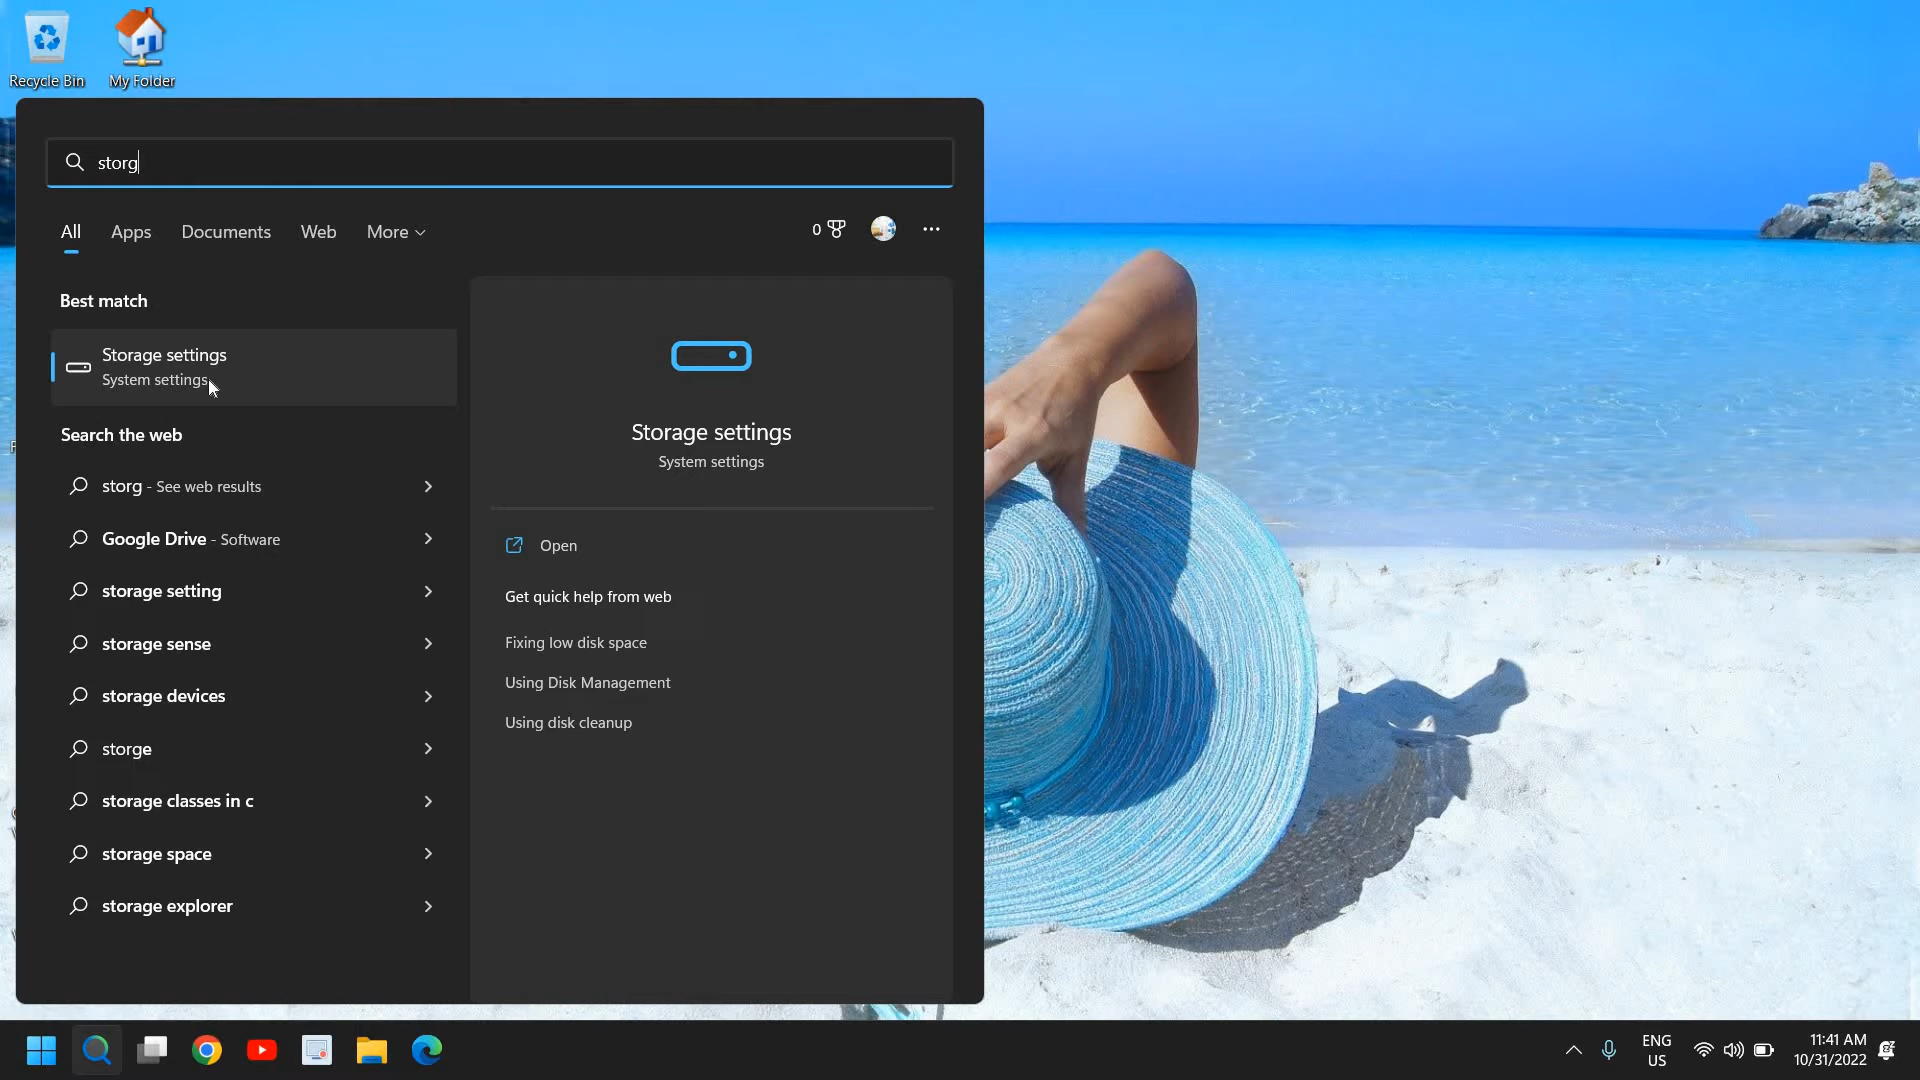 Recycle Bin
My Folder
storg
All
Apps
Documents
Web
More
0
Best match
Storage settings
System settings
Search the web
storg - See web results
Google Drive - Software
storage setting
storage sense
storage devices
storge
storage classes in c
storage space
storage explorer
Storage settings
System settings
Open
Get quick help from web
Fixing low disk space
Using Disk Management
Using disk cleanup
ENG
US
11:41 AM
10/31/2022